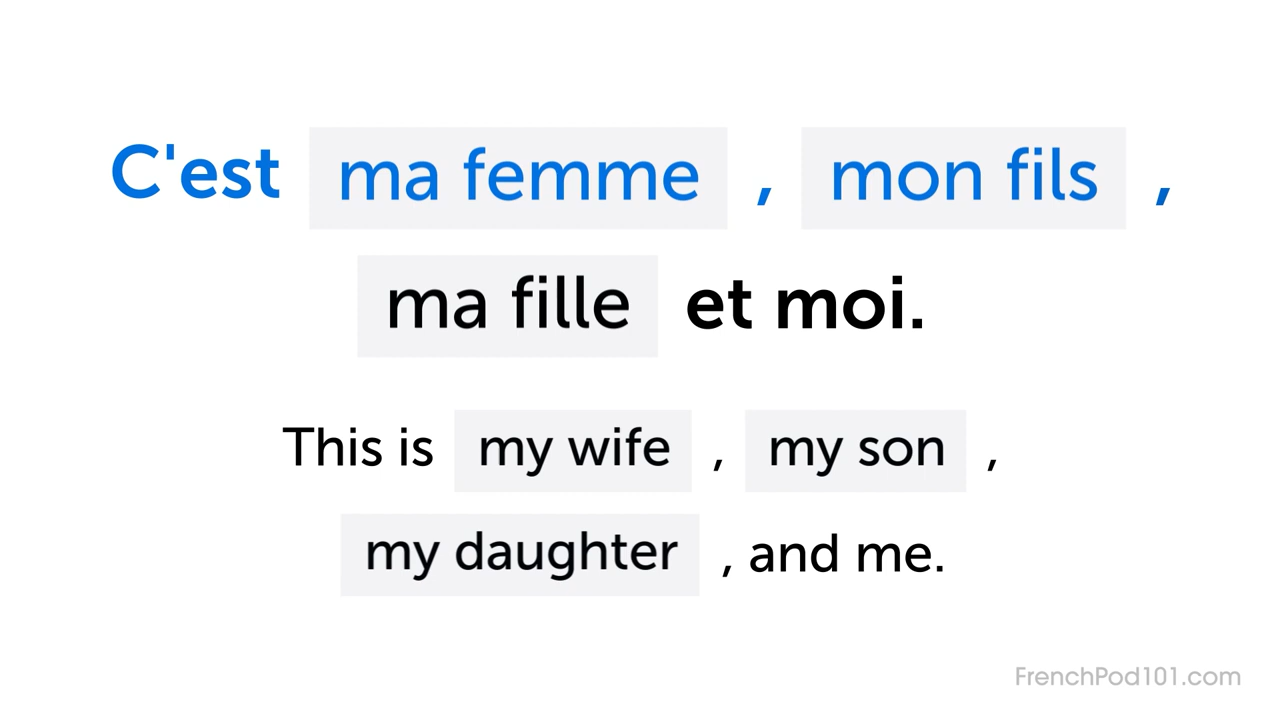 C'est ma femme , mon fils ,
ma fille et moi.
This is my wife , my son ,
my daughter , and me.
FrenchPod101.com